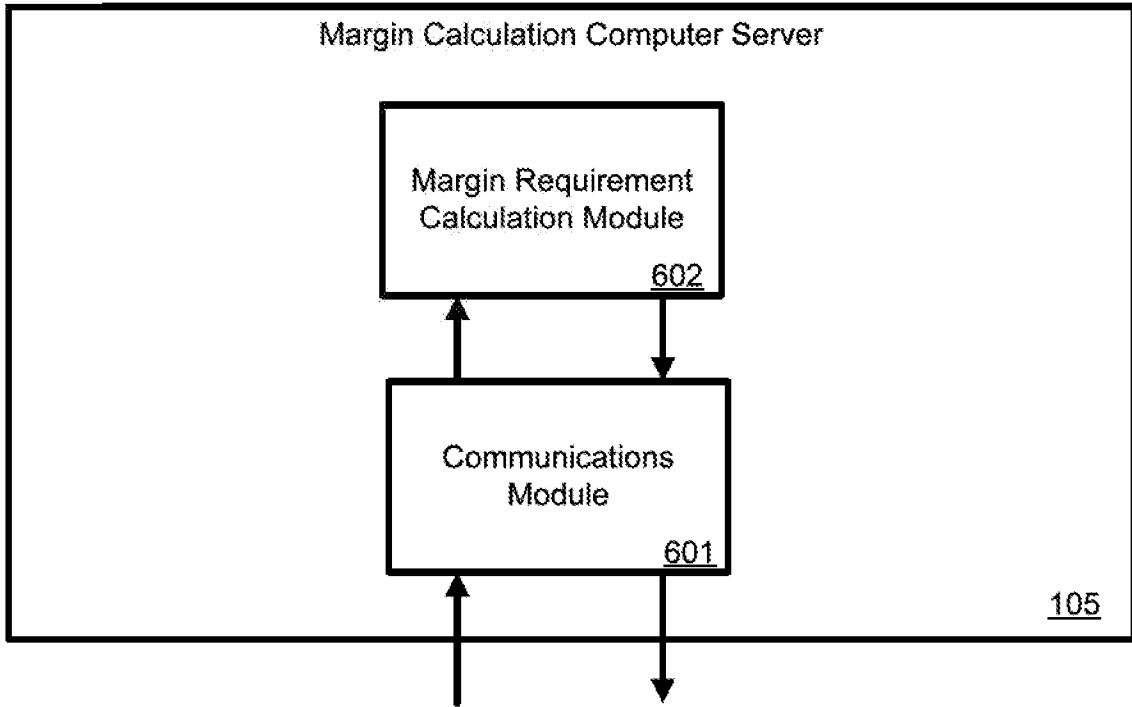 Margin Calculation Computer Server
Margin Requirement
Calculation Module
602
Communications
Module
601
105